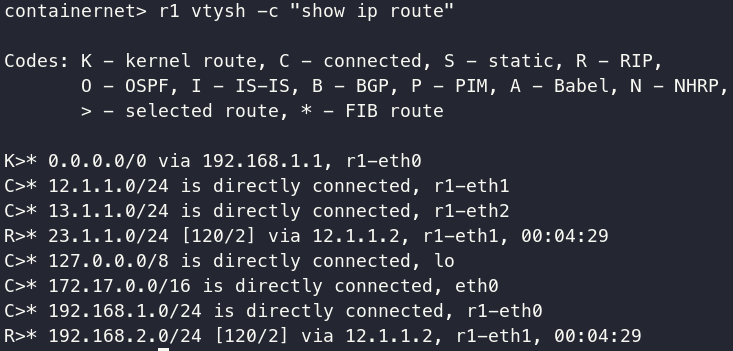 containernet> r1 vtysh -c "show ip route"
Codes: K - kernel route, C - connected, S - static, R - RIP,
O - OSPF, I - IS-IS, B - BGP, P - PIM, A - Babel, N - NHRP,
> - selected route, * - FIB route
K>* 0.0.0.0/0 via 192.168.1.1, r1-eth0
C>* 12.1.1.0/24 is directly connected, r1-eth1
C>* 13.1.1.0/24 is directly connected, r1-eth2
R>* 23.1.1.0/24 [120/2] via 12.1.1.2, r1-eth1, 00:04:29
C>* 127.0.0.0/8 is directly connected, lo
C>* 172.17.0.0/16 is directly connected, eth0
C>* 192.168.1.0/24 is directly connected, r1-eth0
R>* 192.168.2.0/24 [120/2] via 12.1.1.2, r1-eth1, 00:04:29